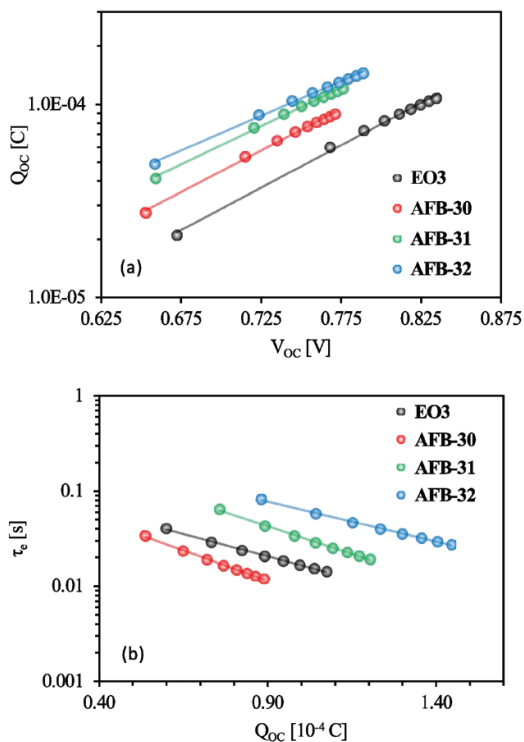 1.0E-04
1.0E-05
Q_OC [C]
(a)
EO3
AFB-30
AFB-31
AFB-32
0.625 0.675 0.725 0.775 0.825 0.875
V_OC [V]
1
0.1
0.01
0.001
τ_e [s]
EO3
AFB-30
AFB-31
AFB-32
(b)
0.40 0.90 1.40
Q_OC [10⁻⁴ C]